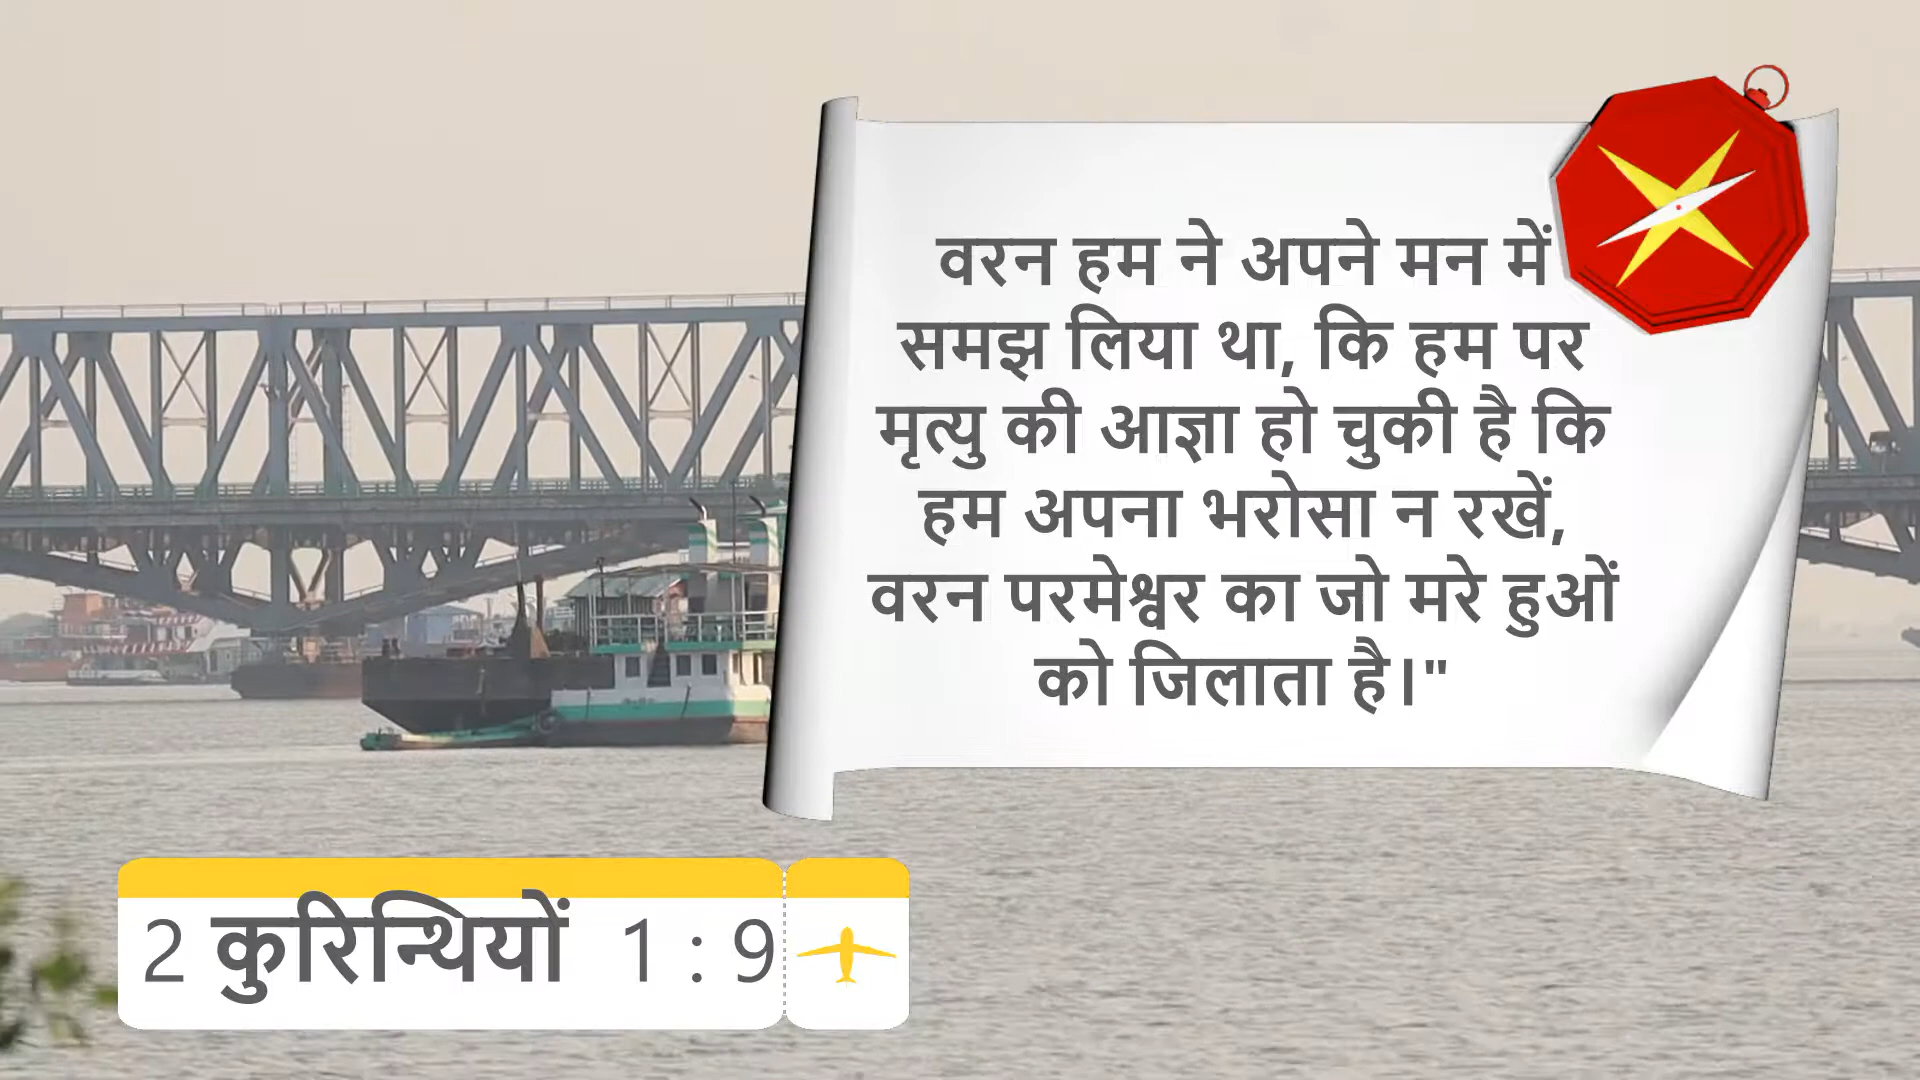 वरन हम ने अपने मन में
समझ लिया था, कि हम पर
मृत्यु की आज्ञा हो चुकी है कि
हम अपना भरोसा न रखें,
वरन परमेश्वर का जो मरे हुओं
को जिलाता है।"
2 कुरिन्थियों 1 : 9